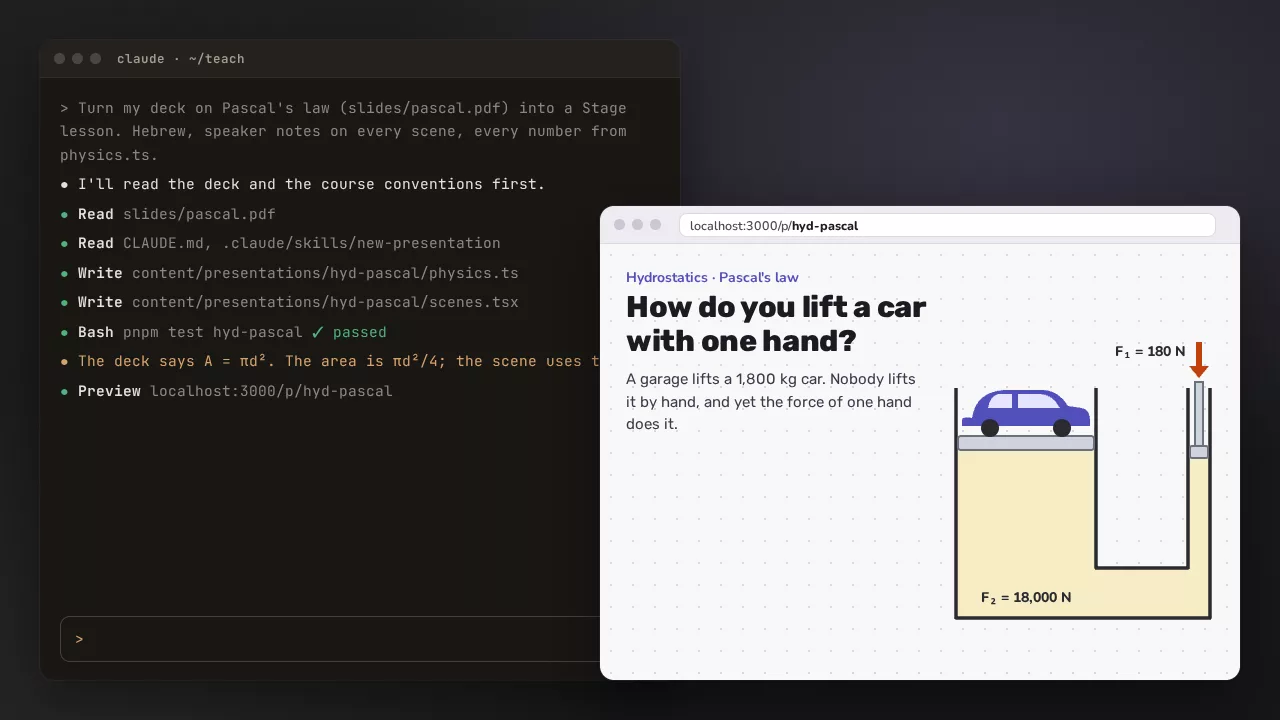 claude · ~/teach
> Turn my deck on Pascal's law (slides/pascal.pdf) into a Stage
lesson. Hebrew, speaker notes on every scene, every number from
physics.ts.
● I'll read the deck and the course conventions first.
● Read slides/pascal.pdf
● Read CLAUDE.md, .claude/skills/new-presentation
● Write content/presentations/hyd-pascal/physics.ts
● Write content/presentations/hyd-pascal/scenes.tsx
● Bash pnpm test hyd-pascal ✓ passed
● The deck says A = πd². The area is πd²/4; the scene uses
● Preview localhost:3000/p/hyd-pascal
>
localhost:3000/p/hyd-pascal
Hydrostatics · Pascal's law
How do you lift a car
with one hand?
A garage lifts a 1,800 kg car. Nobody lifts
it by hand, and yet the force of one hand
does it.
F₁ = 180 N
F₂ = 18,000 N